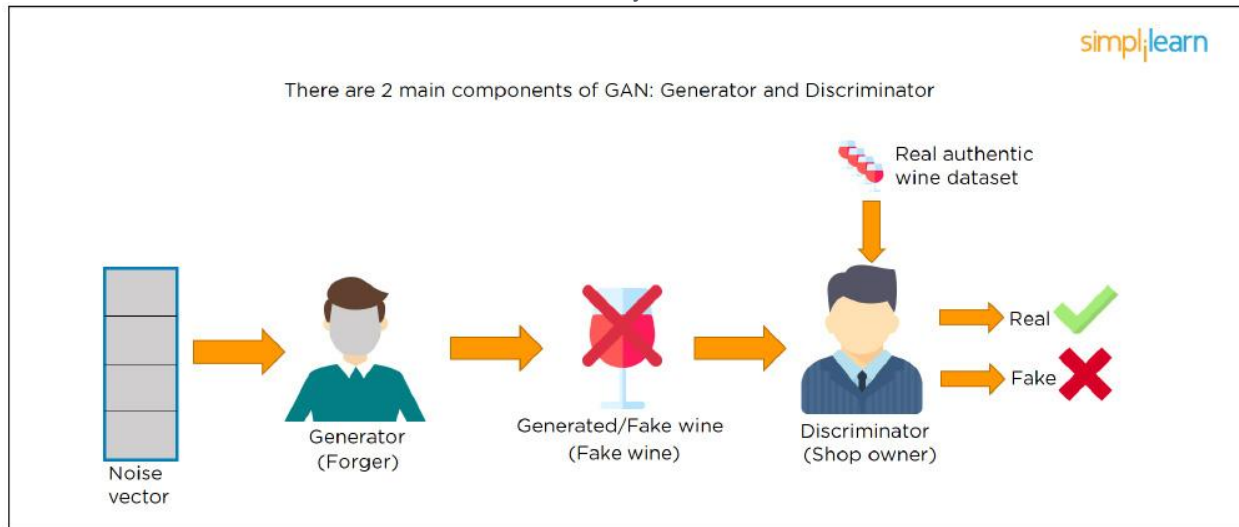 simplilearn
There are 2 main components of GAN: Generator and Discriminator
Real authentic
wine dataset
Real
Fake
Generated/Fake wine
(Fake wine)
Generator
(Forger)
Discriminator
(Shop owner)
Noise
vector